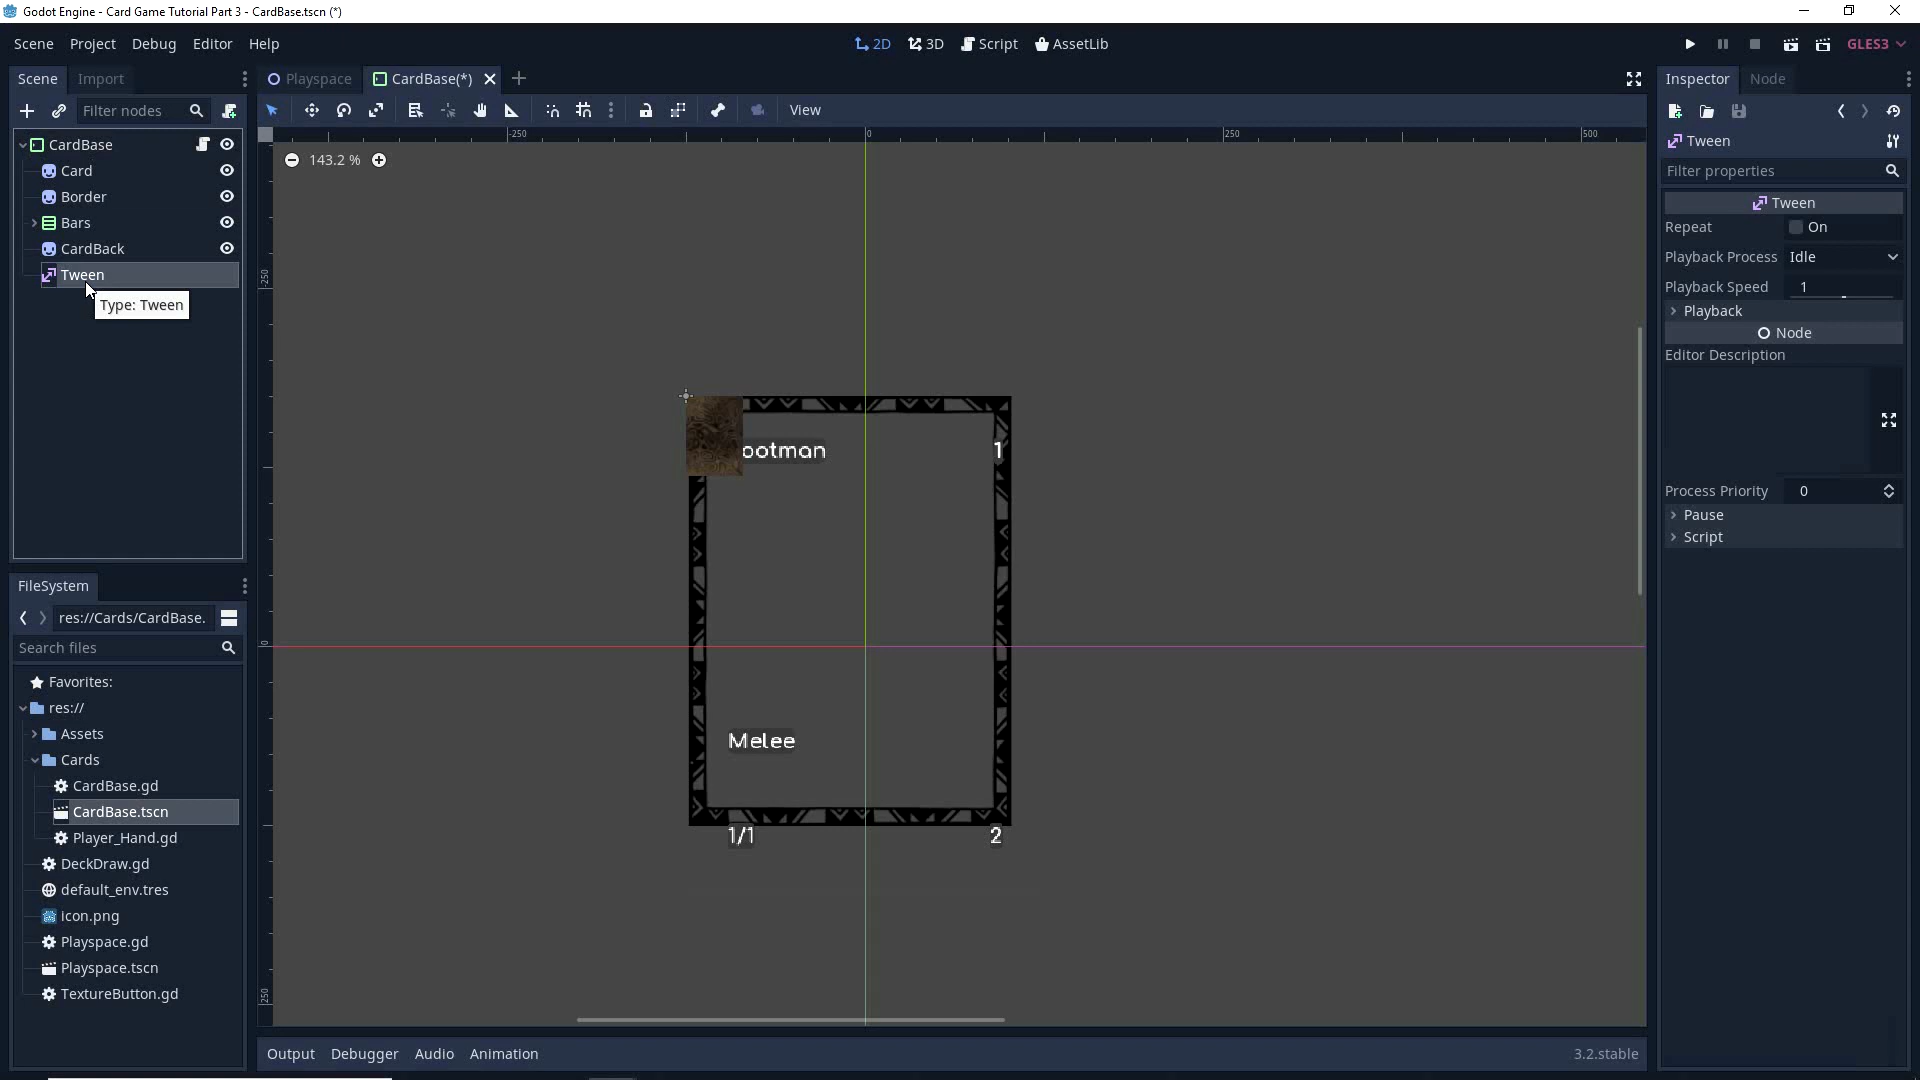 Godot Engine - Card Game Tutorial Part 3 - CardBase.tscn (*)
Scene Project Debug Editor Help
2D 3D Script AssetLib
GLES3
Scene Import
Playspace CardBase(*)
Inspector Node
Filter nodes
View
Tween
Filter properties
CardBase
Card
Border
Bars
CardBack
Tween
Type: Tween
-250 0 250 500
143.2 %
-250
0
250
ootman
1
Melee
1/1
2
Tween
Repeat On
Playback Process Idle
Playback Speed 1
Playback
Node
Editor Description
Process Priority 0
Pause
Script
FileSystem
res://Cards/CardBase.
Search files
Favorites:
res://
Assets
Cards
CardBase.gd
CardBase.tscn
Player_Hand.gd
DeckDraw.gd
default_env.tres
icon.png
Playspace.gd
Playspace.tscn
TextureButton.gd
Output Debugger Audio Animation
3.2.stable